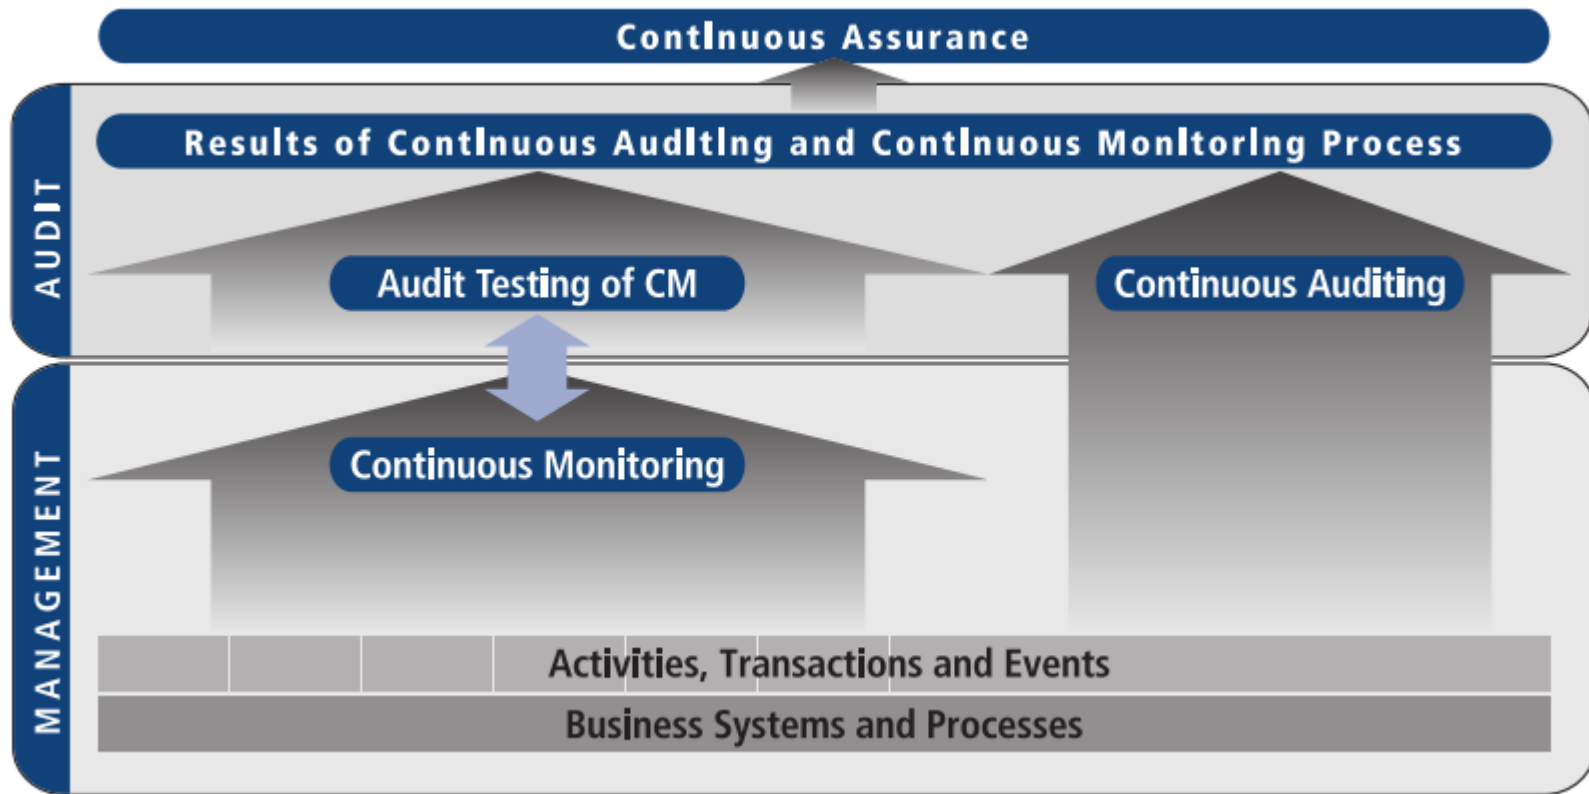 Continuous Assurance
AUDIT
Results of Continuous Auditing and Continuous Monitoring Process
Audit Testing of CM
Continuous Auditing
MANAGEMENT
Continuous Monitoring
Activities, Transactions and Events
Business Systems and Processes